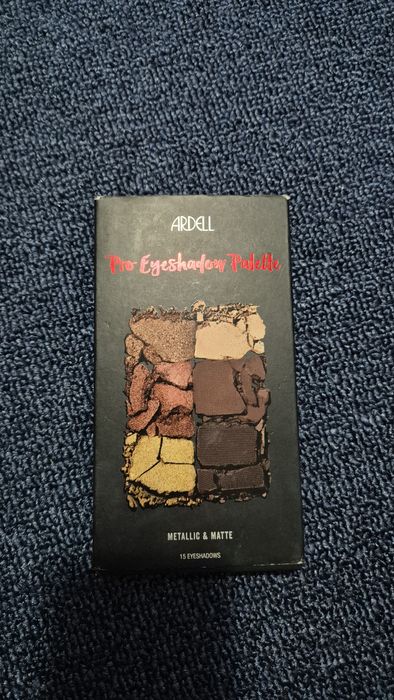 ARDELL
Pro Eyeshadow Palette
METALLIC & MATTE
15 EYESHADOWS